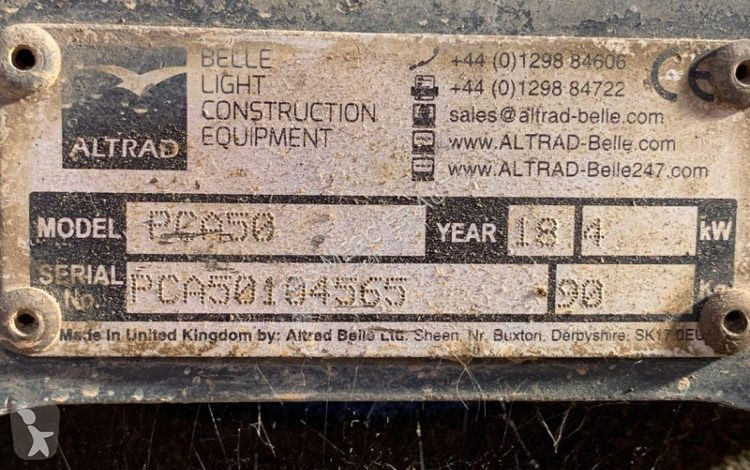 BELLE
LIGHT
CONSTRUCTION
EQUIPMENT
ALTRAD
+44 (0)1298 84606
+44 (0)1298 84722
sales@altrad-belle.com
www.ALTRAD-Belle.com
www.ALTRAD-Belle247.com
CE
MODEL PCA50 YEAR 18 4 kW
SERIAL No. PCA50104565 90 Kg
Made in United Kingdom by: Altrad Belle Ltd. Sheen, Nr. Buxton, Derbyshire, SK17 0EU